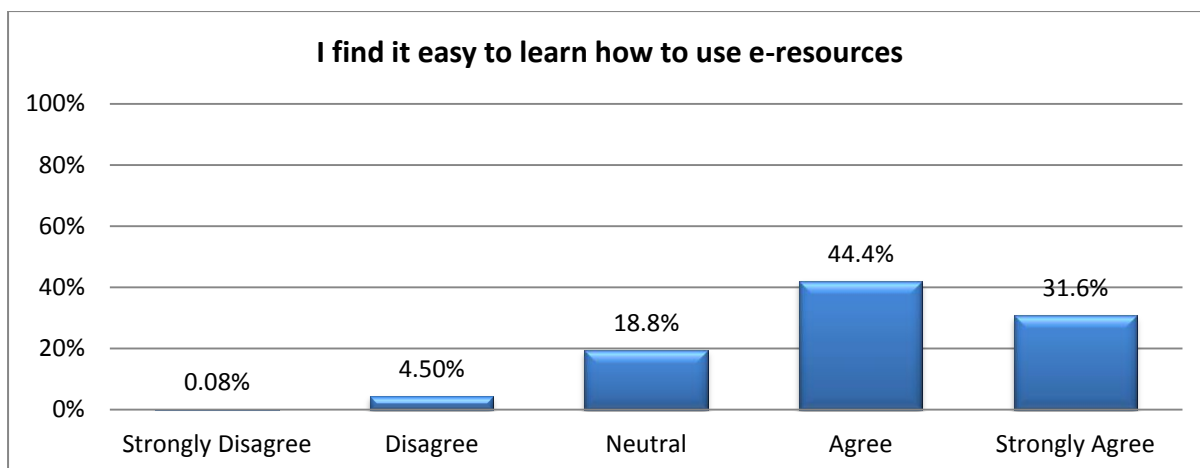 I find it easy to learn how to use e-resources
100%
80%
60%
40%
20%
0%
0.08%
4.50%
18.8%
44.4%
31.6%
Strongly Disagree
Disagree
Neutral
Agree
Strongly Agree